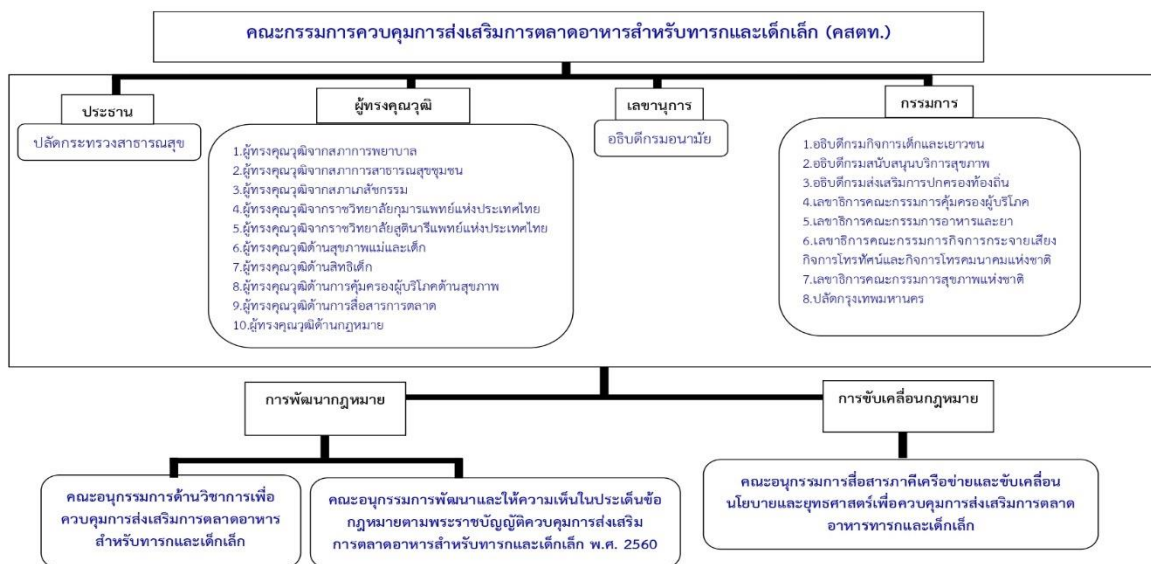 คณะกรรมการควบคุมการส่งเสริมการตลาดอาหารสำหรับทารกและเด็กเล็ก (คสตท.)
ประธาน
ปลัดกระทรวงสาธารณสุข
ผู้ทรงคุณวุฒิ
1.ผู้ทรงคุณวุฒิจากสภาการพยาบาล
2.ผู้ทรงคุณวุฒิจากสภาการสาธารณสุขชุมชน
3.ผู้ทรงคุณวุฒิจากสภาเภสัชกรรม
4.ผู้ทรงคุณวุฒิจากราชวิทยาลัยกุมารแพทย์แห่งประเทศไทย
5.ผู้ทรงคุณวุฒิจากราชวิทยาลัยสูตินารีแพทย์แห่งประเทศไทย
6.ผู้ทรงคุณวุฒิด้านสุขภาพแม่และเด็ก
7.ผู้ทรงคุณวุฒิด้านสิทธิเด็ก
8.ผู้ทรงคุณวุฒิด้านการคุ้มครองผู้บริโภคด้านสุขภาพ
9.ผู้ทรงคุณวุฒิด้านการสื่อสารการตลาด
10.ผู้ทรงคุณวุฒิด้านกฎหมาย
เลขานุการ
อธิบดีกรมอนามัย
กรรมการ
1.อธิบดีกรมกิจการเด็กและเยาวชน
2.อธิบดีกรมสนับสนุนบริการสุขภาพ
3.อธิบดีกรมส่งเสริมการปกครองท้องถิ่น
4.เลขาธิการคณะกรรมการคุ้มครองผู้บริโภค
5.เลขาธิการคณะกรรมการอาหารและยา
6.เลขาธิการคณะกรรมการกิจการกระจายเสียง
กิจการโทรทัศน์และกิจการโทรคมนาคมแห่งชาติ
7.เลขาธิการคณะกรรมการสุขภาพแห่งชาติ
8.ปลัดกรุงเทพมหานคร
การพัฒนากฎหมาย
การขับเคลื่อนกฎหมาย
คณะอนุกรรมการด้านวิชาการเพื่อ
ควบคุมการส่งเสริมการตลาดอาหาร
สำหรับทารกและเด็กเล็ก
คณะอนุกรรมการพัฒนาและให้ความเห็นในประเด็นข้อ
กฎหมายตามพระราชบัญญัติควบคุมการส่งเสริม
การตลาดอาหารสำหรับทารกและเด็กเล็ก พ.ศ. 2560
คณะอนุกรรมการสื่อสารภาคีเครือข่ายและขับเคลื่อน
นโยบายและยุทธศาสตร์เพื่อควบคุมการส่งเสริมการตลาด
อาหารทารกและเด็กเล็ก